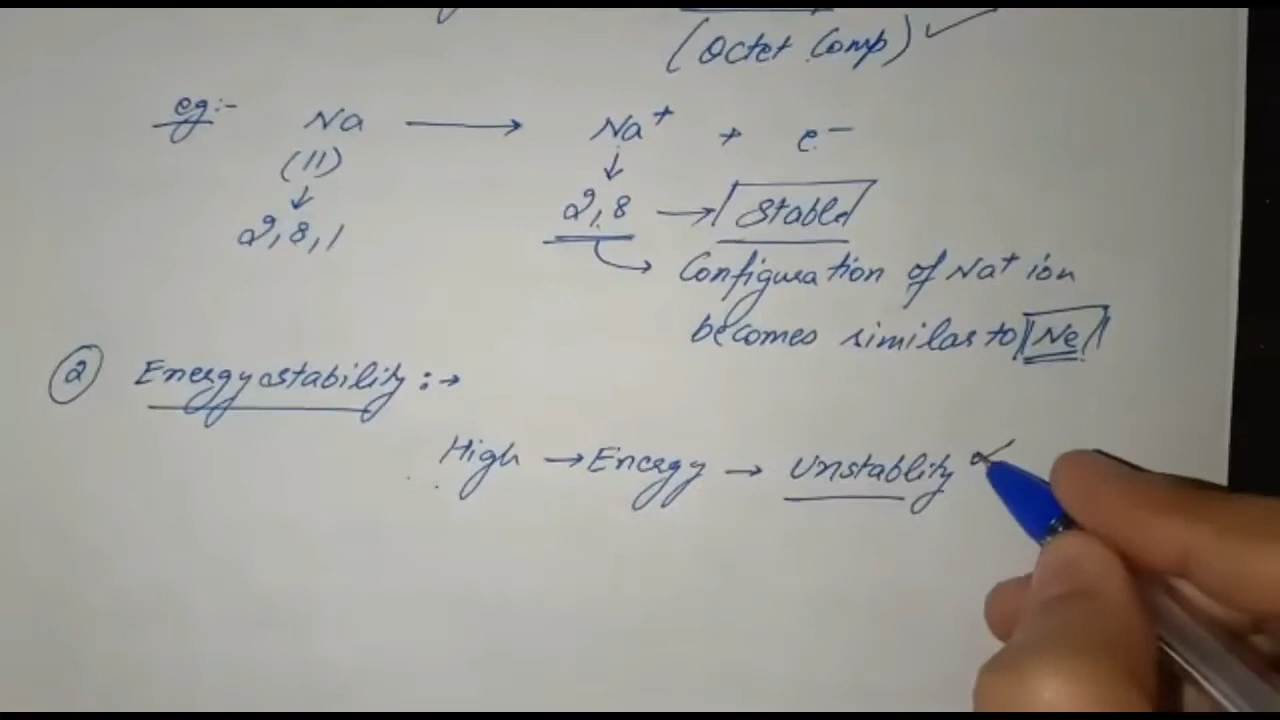 (Octet Comp) ✓
eg:- Na ⟶ Na⁺ + e⁻
(11) ↓
↓ 2,8 → Stable
2,8,1
Configuration of Na⁺ ion
becomes similar to Ne
② Energy stability :→
High → Energy → Unstablity ∝